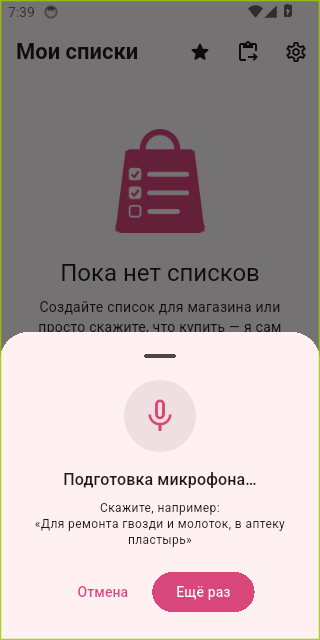 7:39
Мои списки
Пока нет списков
Создайте список для магазина или
просто скажите, что купить — я сам
Подготовка микрофона…
Скажите, например:
«Для ремонта гвозди и молоток, в аптеку
пластырь»
Отмена
Ещё раз